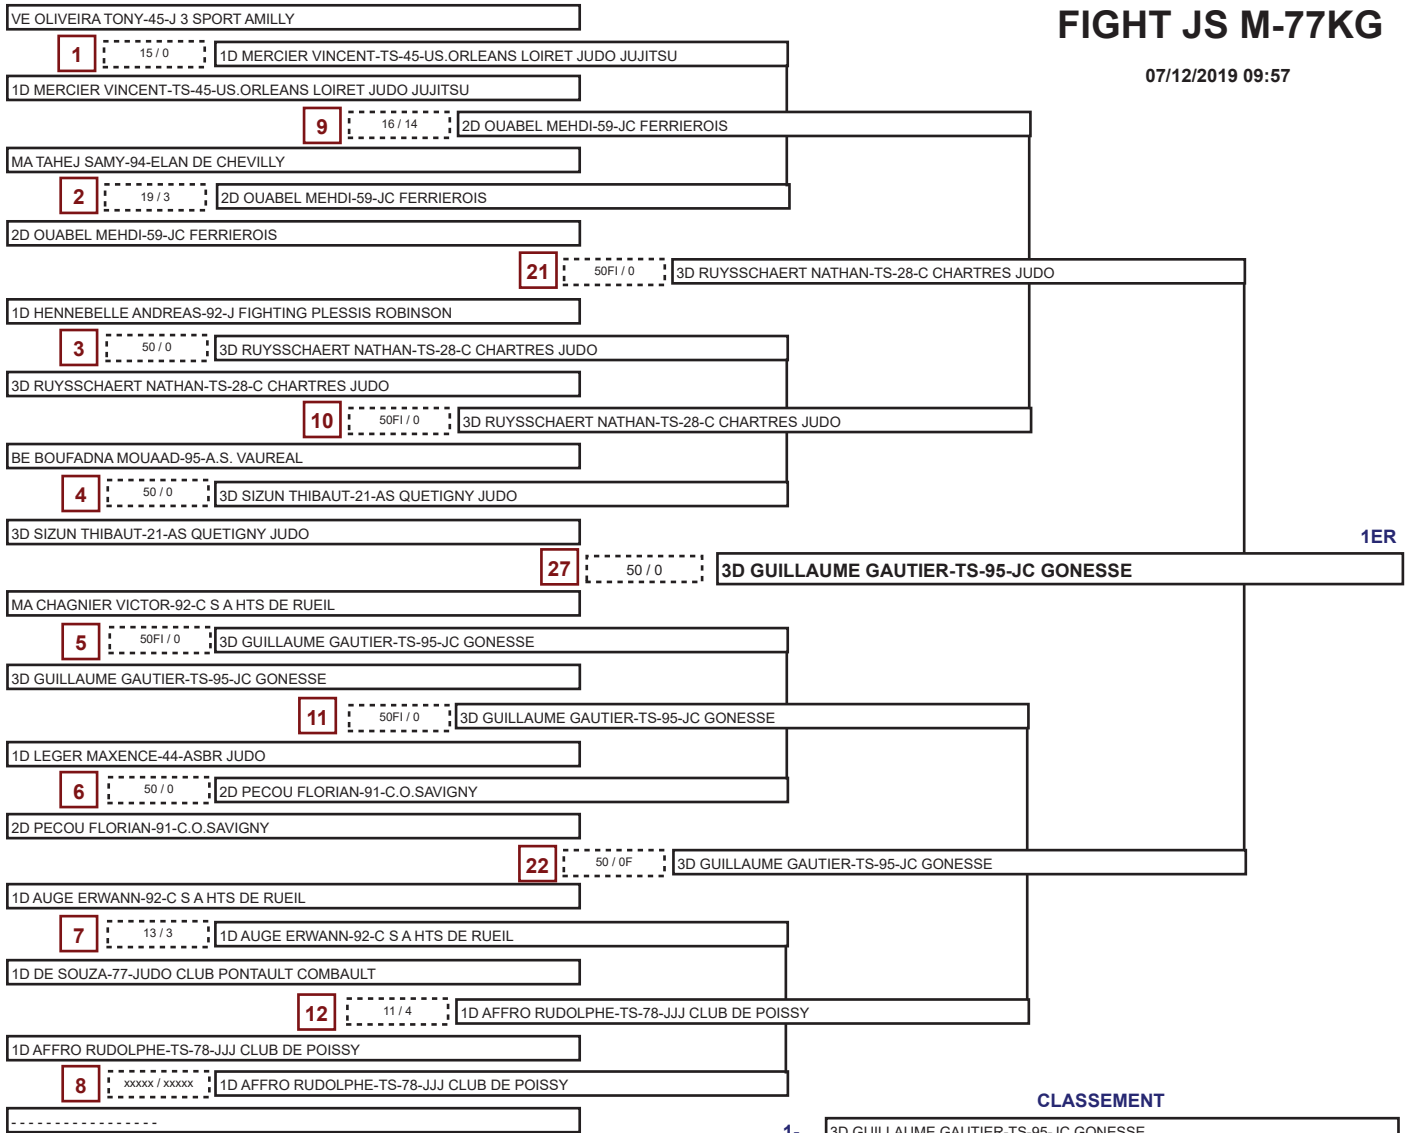 VE OLIVEIRA TONY-45-J 3 SPORT AMILLY
FIGHT JS M-77KG
1 15 / 0 1D MERCIER VINCENT-TS-45-US.ORLEANS LOIRET JUDO JUJITSU
07/12/2019 09:57
1D MERCIER VINCENT-TS-45-US.ORLEANS LOIRET JUDO JUJITSU
9 16 / 14 2D OUABEL MEHDI-59-JC FERRIEROIS
MA TAHEJ SAMY-94-ELAN DE CHEVILLY
2 19 / 3 2D OUABEL MEHDI-59-JC FERRIEROIS
2D OUABEL MEHDI-59-JC FERRIEROIS
21 50FI / 0 3D RUYSSCHAERT NATHAN-TS-28-C CHARTRES JUDO
1D HENNEBELLE ANDREAS-92-J FIGHTING PLESSIS ROBINSON
3 50 / 0 3D RUYSSCHAERT NATHAN-TS-28-C CHARTRES JUDO
3D RUYSSCHAERT NATHAN-TS-28-C CHARTRES JUDO
10 50FI / 0 3D RUYSSCHAERT NATHAN-TS-28-C CHARTRES JUDO
BE BOUFADNA MOUAAD-95-A.S. VAUREAL
4 50 / 0 3D SIZUN THIBAUT-21-AS QUETIGNY JUDO
3D SIZUN THIBAUT-21-AS QUETIGNY JUDO
1ER
27 50 / 0 3D GUILLAUME GAUTIER-TS-95-JC GONESSE
MA CHAGNIER VICTOR-92-C S A HTS DE RUEIL
5 50FI / 0 3D GUILLAUME GAUTIER-TS-95-JC GONESSE
3D GUILLAUME GAUTIER-TS-95-JC GONESSE
11 50FI / 0 3D GUILLAUME GAUTIER-TS-95-JC GONESSE
1D LEGER MAXENCE-44-ASBR JUDO
6 50 / 0 2D PECOU FLORIAN-91-C.O.SAVIGNY
2D PECOU FLORIAN-91-C.O.SAVIGNY
22 50 / 0F 3D GUILLAUME GAUTIER-TS-95-JC GONESSE
1D AUGE ERWANN-92-C S A HTS DE RUEIL
7 13 / 3 1D AUGE ERWANN-92-C S A HTS DE RUEIL
1D DE SOUZA-77-JUDO CLUB PONTAULT COMBAULT
12 11 / 4 1D AFFRO RUDOLPHE-TS-78-JJJ CLUB DE POISSY
1D AFFRO RUDOLPHE-TS-78-JJJ CLUB DE POISSY
8 xxxxx / xxxxx 1D AFFRO RUDOLPHE-TS-78-JJJ CLUB DE POISSY
CLASSEMENT
- - - - - - - - - - - - - - - - -
1- 3D GUILLAUME GAUTIER-TS-95-JC GONESSE